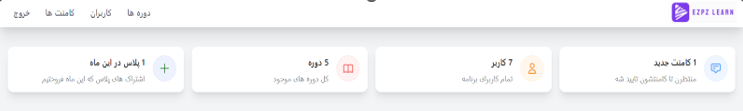 EZPZ LEARN
دوره ها
کاربران
کامنت ها
خروج
1 کامنت جدید
منتظرن تا کامنتشون تایید شه
7 کاربر
تمام کاربرای برنامه
5 دوره
کل دوره های موجود
1 پلاس در این ماه
اشتراک های پلاس که این ماه فروختیم